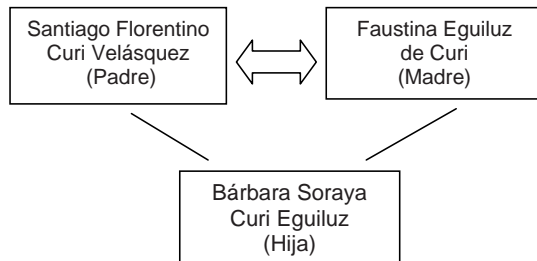 Santiago Florentino
Curi Velásquez
(Padre)
Faustina Eguiluz
de Curi
(Madre)
Bárbara Soraya
Curi Eguiluz
(Hija)